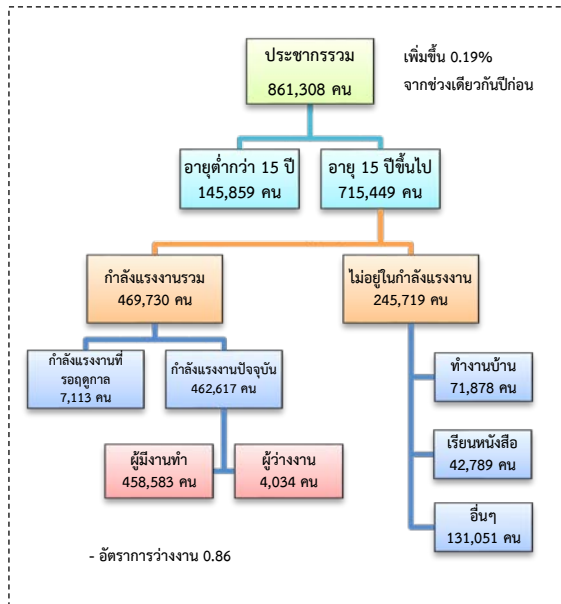 ประชากรรวม
861,308 คน
เพิ่มขึ้น 0.19%
จากช่วงเดียวกันปีก่อน
อายุต่ำกว่า 15 ปี
145,859 คน
อายุ 15 ปีขึ้นไป
715,449 คน
กำลังแรงงานรวม
469,730 คน
ไม่อยู่ในกำลังแรงงาน
245,719 คน
กำลังแรงงานที่
รอฤดูกาล
7,113 คน
กำลังแรงงานปัจจุบัน
462,617 คน
ทำงานบ้าน
71,878 คน
เรียนหนังสือ
42,789 คน
อื่นๆ
131,051 คน
ผู้มีงานทำ
458,583 คน
ผู้ว่างงาน
4,034 คน
- อัตราการว่างงาน 0.86